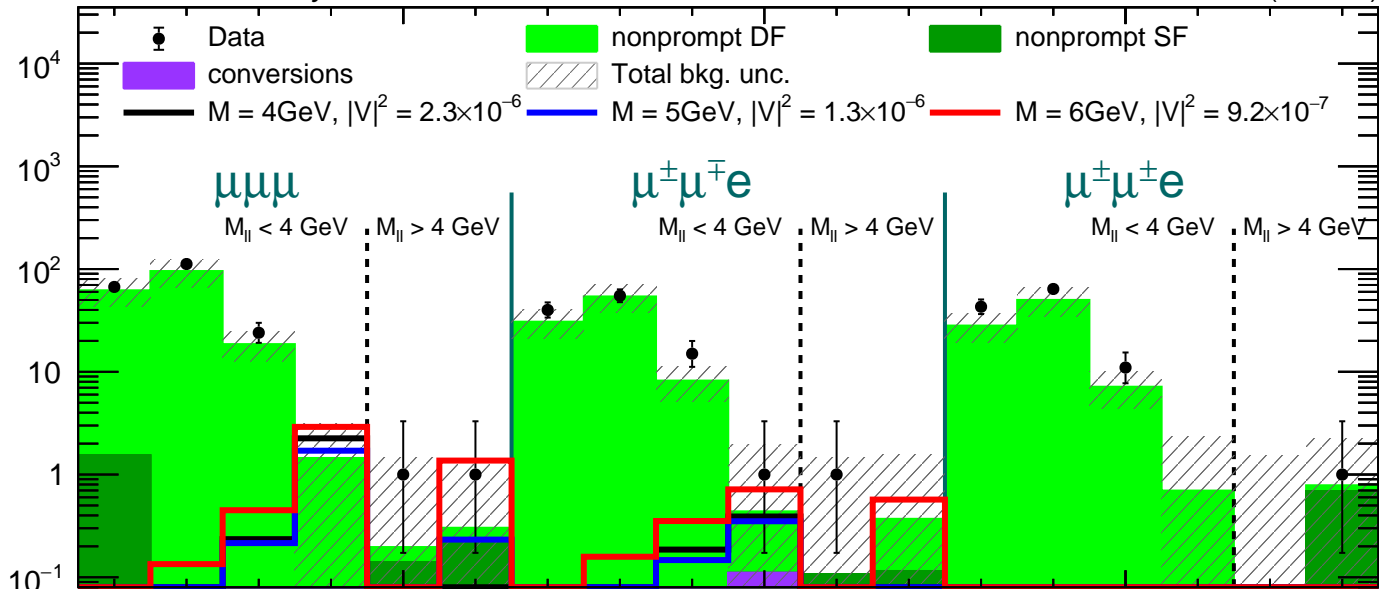 Data nonprompt DF nonprompt SF
conversions Total bkg. unc.
M = 4GeV, |V|² = 2.3×10⁻⁶ M = 5GeV, |V|² = 1.3×10⁻⁶ M = 6GeV, |V|² = 9.2×10⁻⁷
μμμ μ^±μ^∓e μ^±μ^±e
M_ll < 4 GeV M_ll > 4 GeV M_ll < 4 GeV M_ll > 4 GeV M_ll < 4 GeV M_ll > 4 GeV
10⁴
10³
10²
10
1
10⁻¹